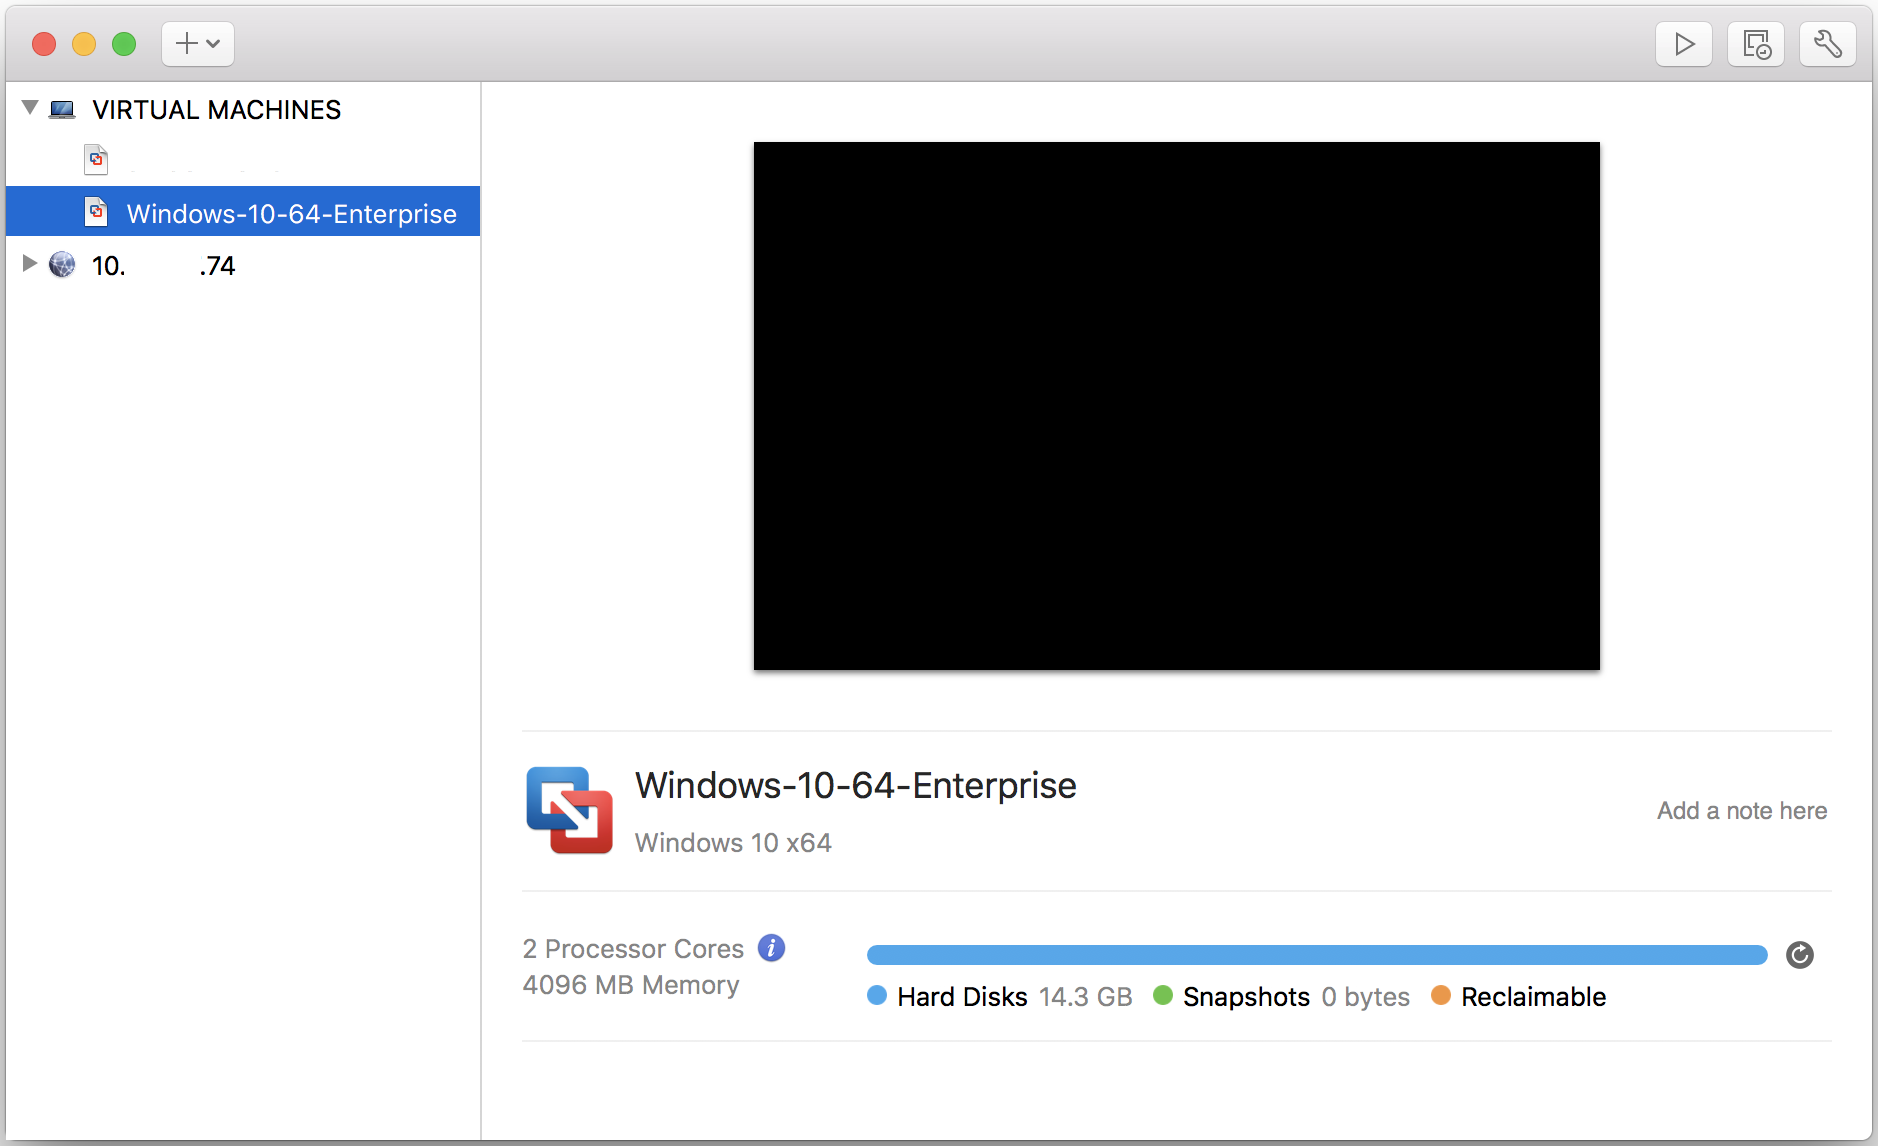 VIRTUAL MACHINES
Windows-10-64-Enterprise
10. .74
Windows-10-64-Enterprise
Windows 10 x64
Add a note here
2 Processor Cores
4096 MB Memory
Hard Disks 14.3 GB Snapshots 0 bytes Reclaimable